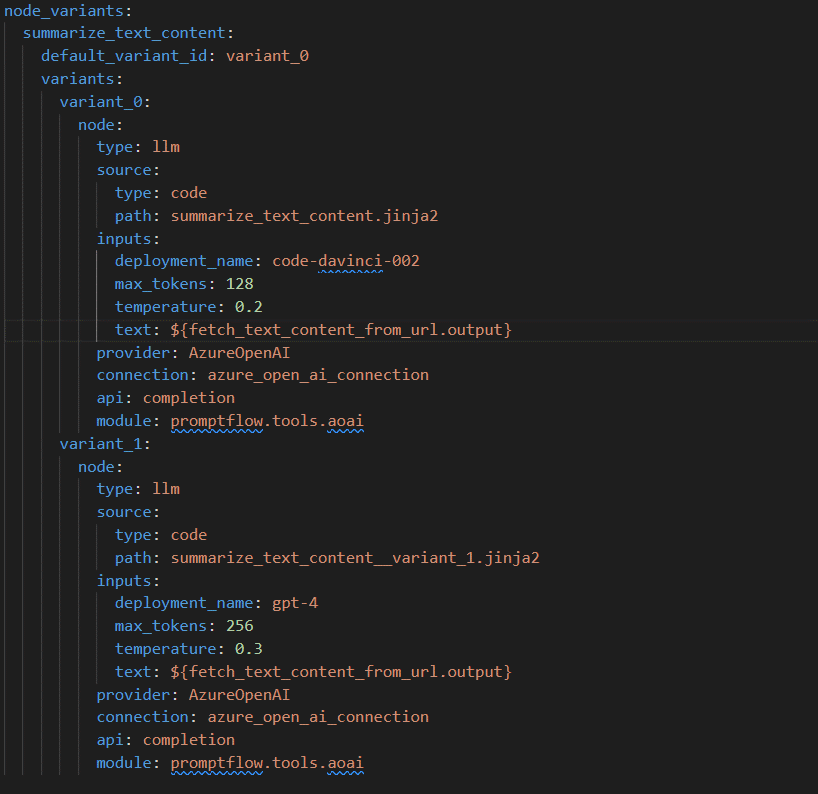 node_variants:
  summarize_text_content:
    default_variant_id: variant_0
    variants:
      variant_0:
        node:
          type: llm
          source:
            type: code
            path: summarize_text_content.jinja2
          inputs:
            deployment_name: code-davinci-002
            max_tokens: 128
            temperature: 0.2
            text: ${fetch_text_content_from_url.output}
          provider: AzureOpenAI
          connection: azure_open_ai_connection
          api: completion
          module: promptflow.tools.aoai
      variant_1:
        node:
          type: llm
          source:
            type: code
            path: summarize_text_content__variant_1.jinja2
          inputs:
            deployment_name: gpt-4
            max_tokens: 256
            temperature: 0.3
            text: ${fetch_text_content_from_url.output}
          provider: AzureOpenAI
          connection: azure_open_ai_connection
          api: completion
          module: promptflow.tools.aoai